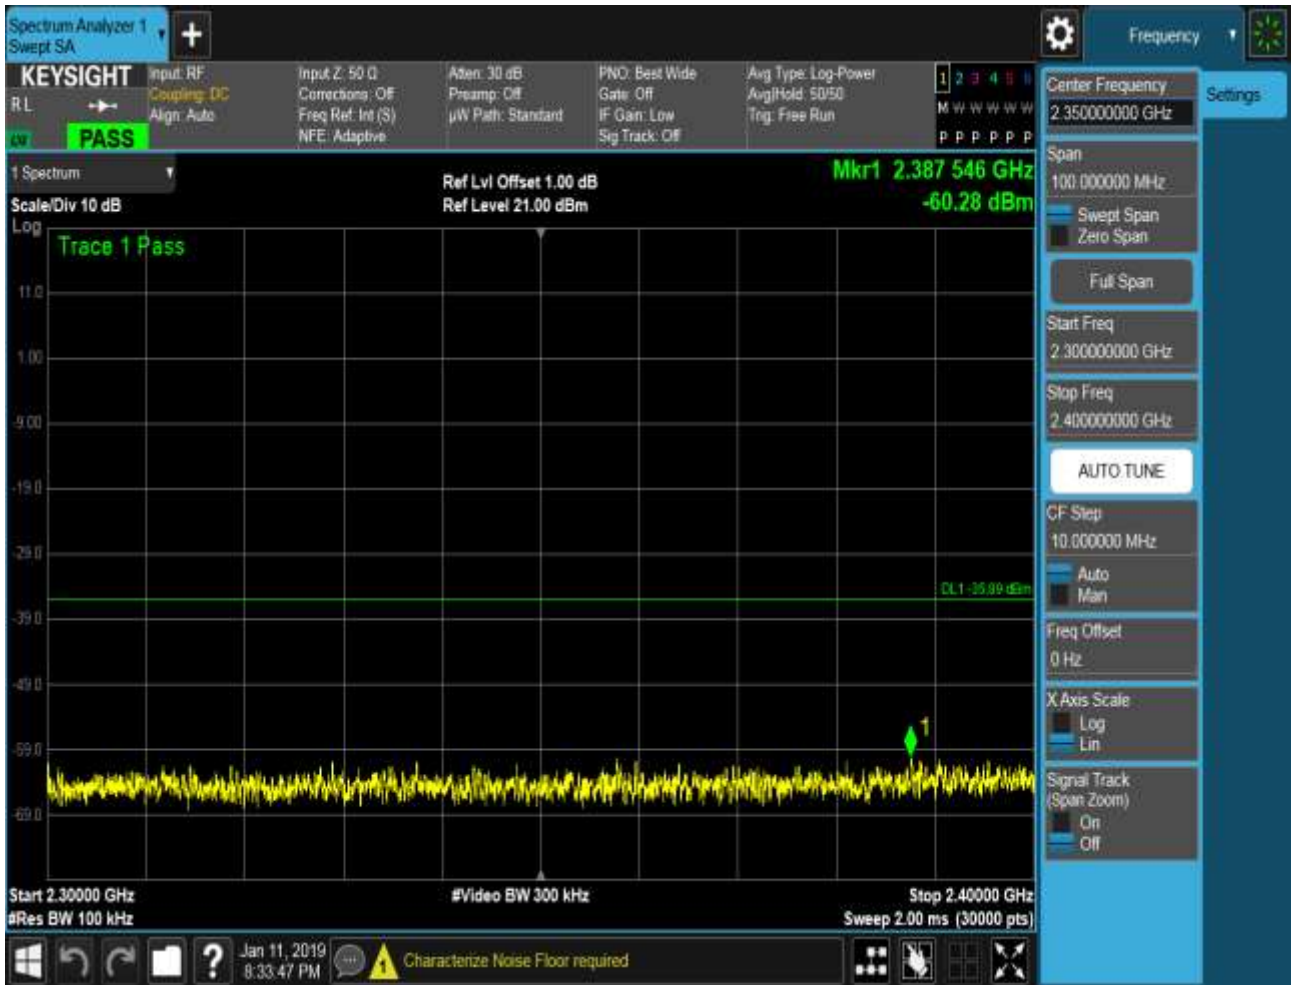 Spectrum Analyzer 1
Swept SA
Frequency
KEYSIGHT
RL
PASS
Input: RF
Coupling: DC
Align: Auto
Input Z: 50 Ω
Corrections: Off
Freq Ref: Int (S)
NFE: Adaptive
Atten: 30 dB
Preamp: Off
µW Path: Standard
PNO: Best Wide
Gate: Off
IF Gain: Low
Sig Track: Off
Avg Type: Log-Power
Avg|Hold: 50/50
Trig: Free Run
1 2 3 4 5 6
M W W W W W
P P P P P P
1 Spectrum
Scale/Div 10 dB
Log
Ref Lvl Offset 1.00 dB
Ref Level 21.00 dBm
Mkr1 2.387 546 GHz
-60.28 dBm
Trace 1 Pass
11.0
1.00
-9.00
-19.0
-29.0
DL1 -35.99 dBm
-39.0
-49.0
1
-59.0
-69.0
Start 2.30000 GHz
#Res BW 100 kHz
#Video BW 300 kHz
Stop 2.40000 GHz
Sweep 2.00 ms (30000 pts)
?
Jan 11, 2019
8:33:47 PM
Characterize Noise Floor required
Center Frequency
2.350000000 GHz
Settings
Span
100.000000 MHz
Swept Span
Zero Span
Full Span
Start Freq
2.300000000 GHz
Stop Freq
2.400000000 GHz
AUTO TUNE
CF Step
10.000000 MHz
Auto
Man
Freq Offset
0 Hz
X Axis Scale
Log
Lin
Signal Track
(Span Zoom)
On
Off